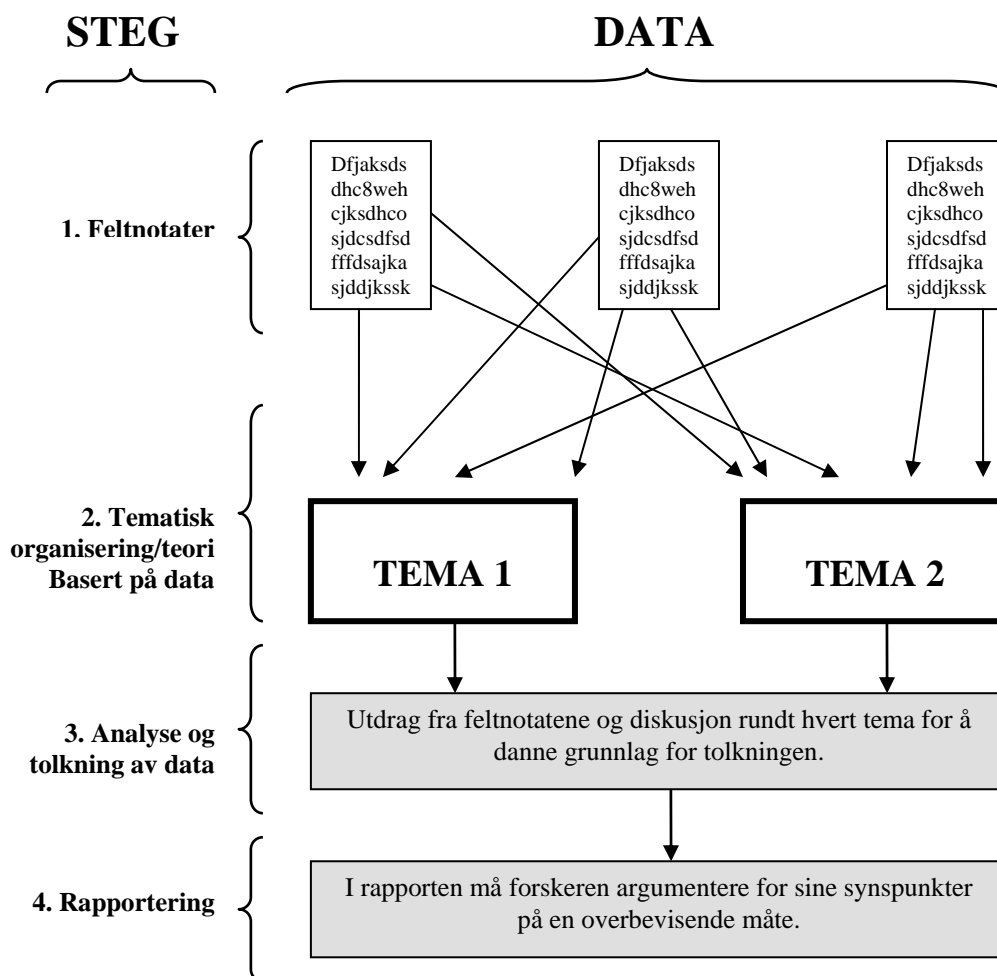 STEG
DATA
Dfjaksds
dhc8weh
cjksdhco
sjdcsdfsd
fffdsajka
sjddjkssk
Dfjaksds
dhc8weh
cjksdhco
sjdcsdfsd
fffdsajka
sjddjkssk
Dfjaksds
dhc8weh
cjksdhco
sjdcsdfsd
fffdsajka
sjddjkssk
1. Feltnotater
2. Tematisk
organisering/teori
Basert på data
TEMA 1
TEMA 2
3. Analyse og
tolkning av data
Utdrag fra feltnotatene og diskusjon rundt hvert tema for å
danne grunnlag for tolkningen.
4. Rapportering
I rapporten må forskeren argumentere for sine synspunkter
på en overbevisende måte.